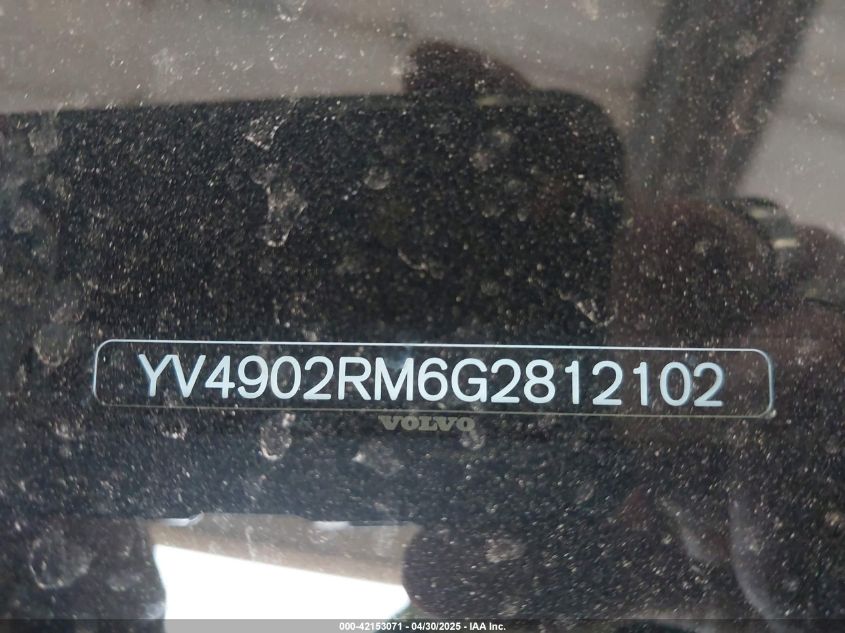 YV4902RM6G2812102
VOLVO
000-42153071 - 04/30/2025 - IAA Inc.